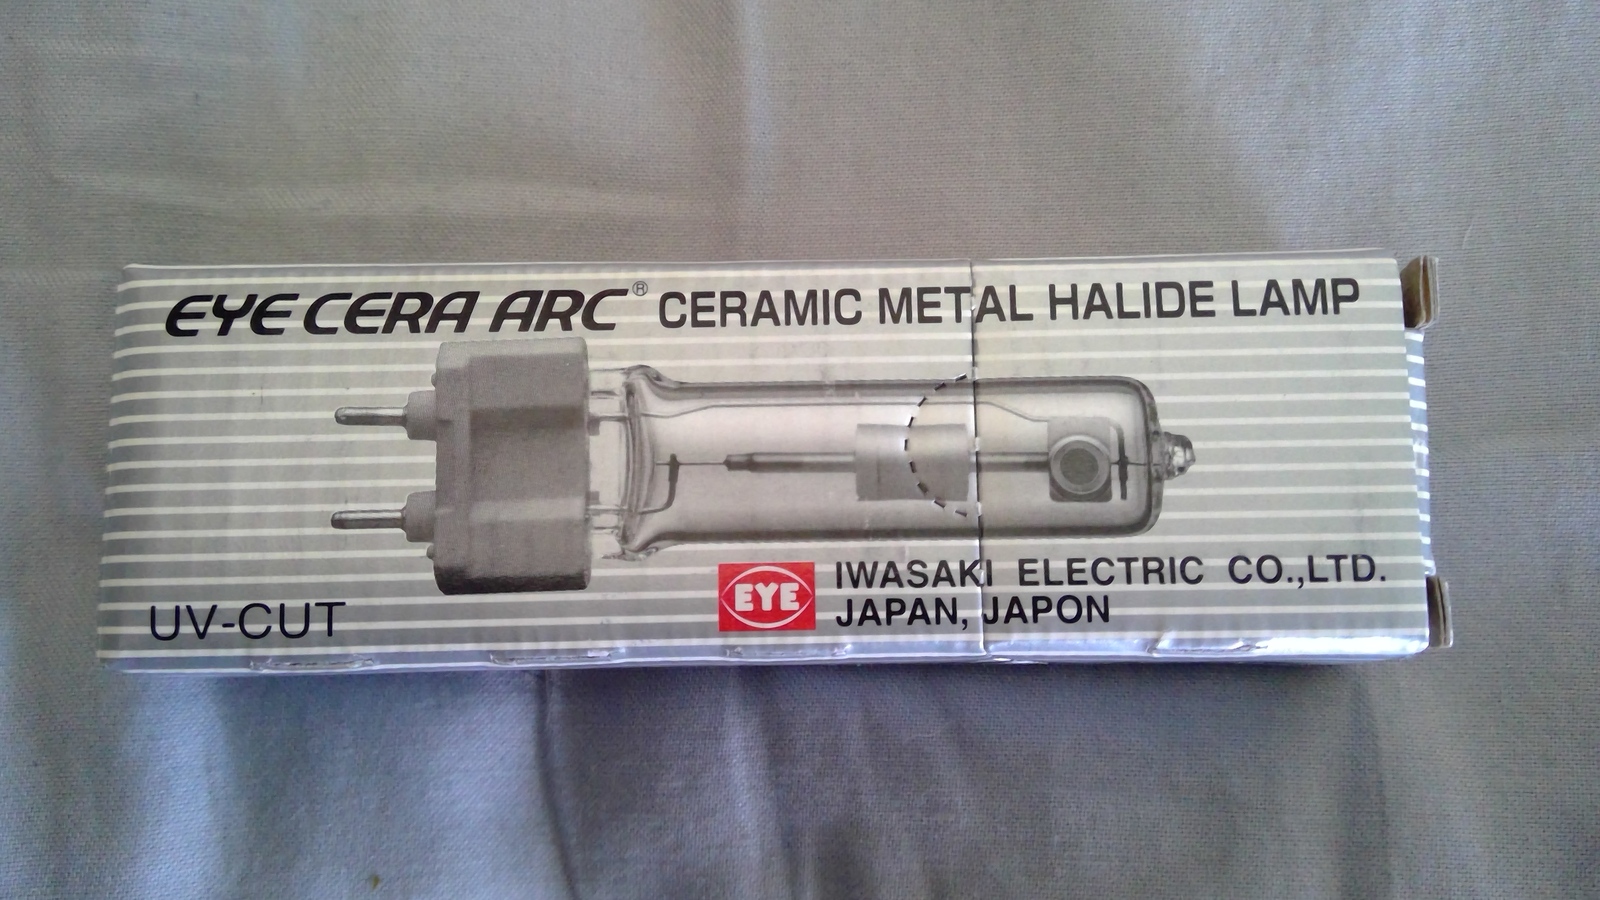 EYE CERA ARC® CERAMIC METAL HALIDE LAMP
EYE
IWASAKI ELECTRIC CO.,LTD.
JAPAN, JAPON
UV-CUT